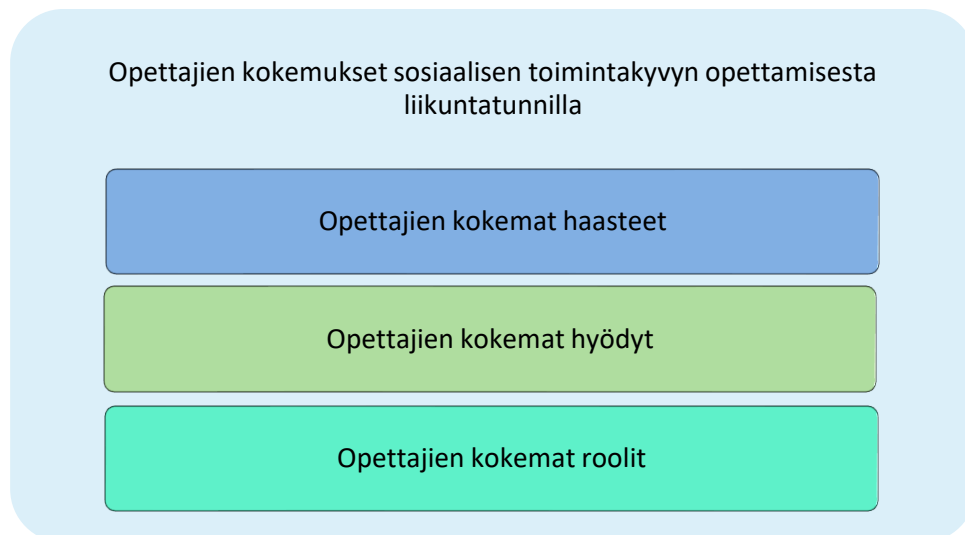 Opettajien kokemukset sosiaalisen toimintakyvyn opettamisesta
liikuntatunnilla
Opettajien kokemat haasteet
Opettajien kokemat hyödyt
Opettajien kokemat roolit